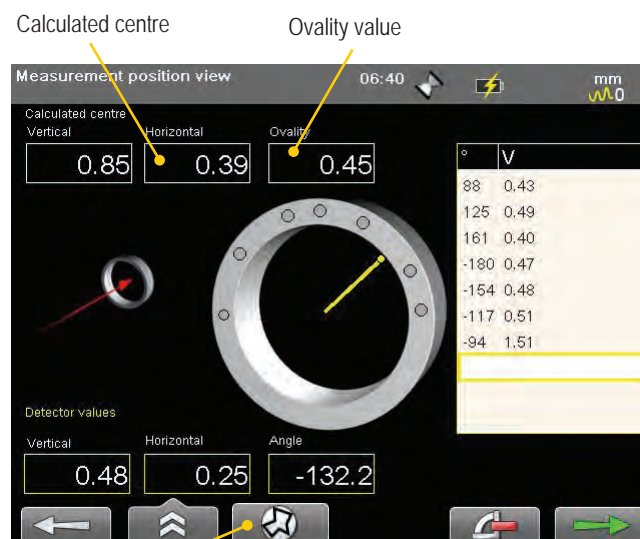 Calculated centre
Ovality value
Measurement position view 06:40 mm
0
Calculated centre
Vertical Horizontal Ovality
0.85 0.39 0.45
° V
88 0.43
125 0.49
161 0.40
-180 0.47
-154 0.48
-117 0.51
-94 1.51
Detector values
Vertical Horizontal Angle
0.48 0.25 -132.2